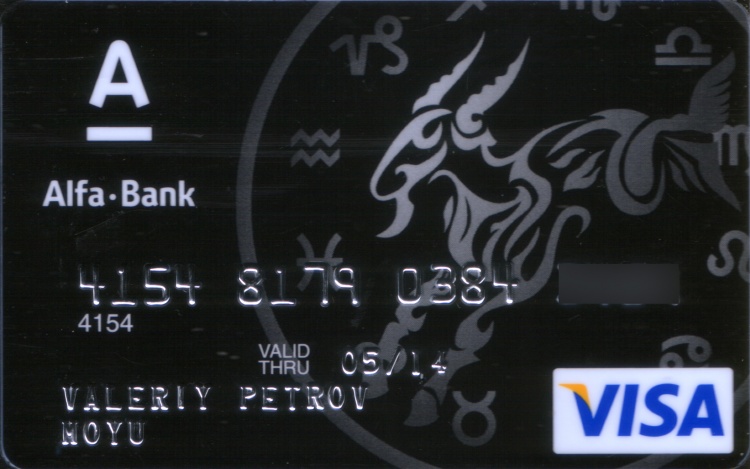 A
Alfa·Bank
4154 8179 0384
4154
VALID
THRU 05/14
VALERIY PETROV
MOYU
VISA